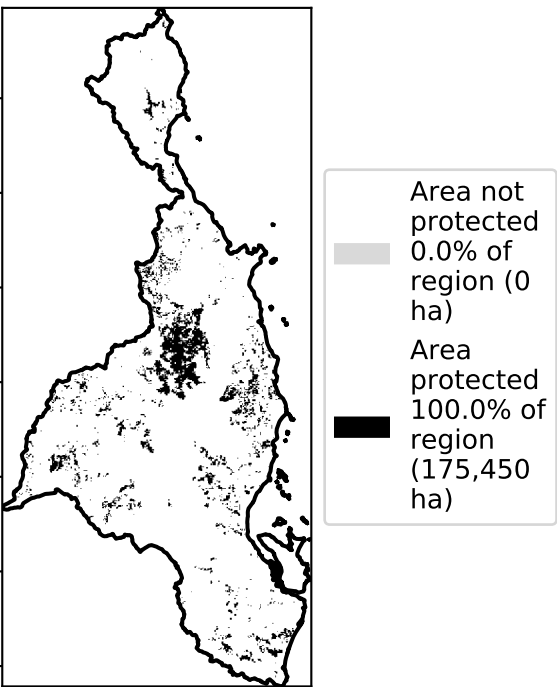 Area not
protected
0.0% of
region (0
ha)
Area
protected
100.0% of
region
(175,450
ha)